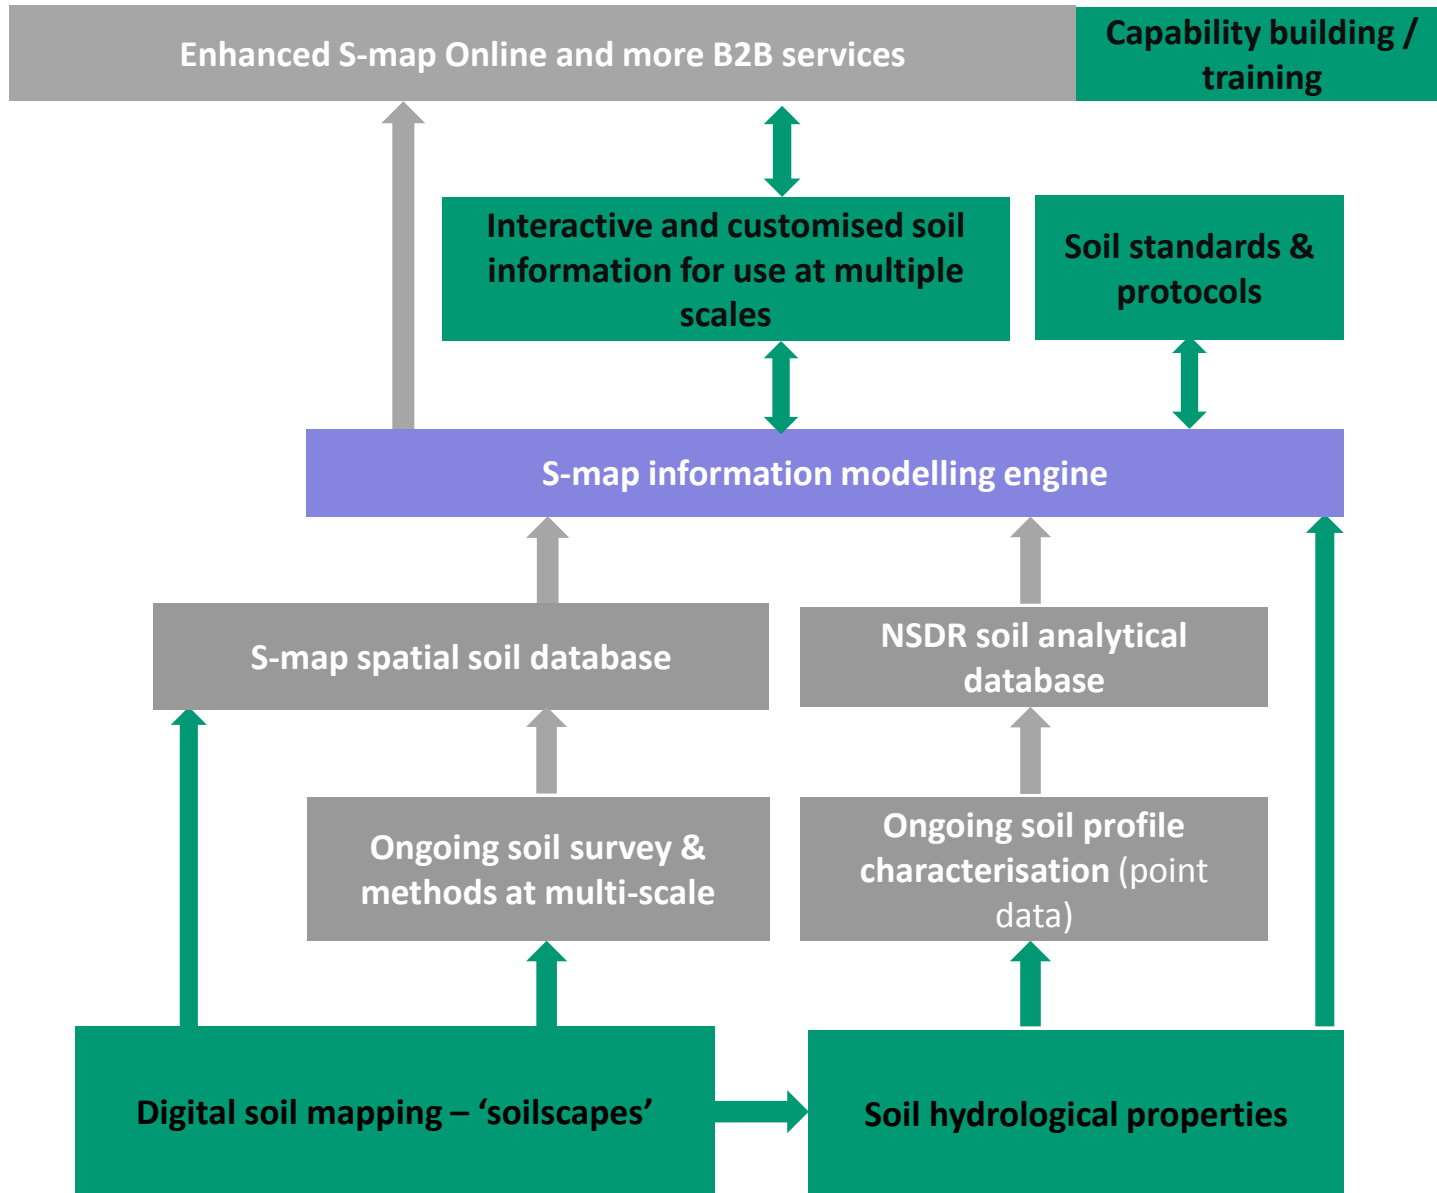 Enhanced S-map Online and more B2B services
Capability building /
training
Interactive and customised soil
information for use at multiple
scales
Soil standards &
protocols
S-map information modelling engine
S-map spatial soil database
NSDR soil analytical
database
Ongoing soil survey &
methods at multi-scale
Ongoing soil profile
characterisation (point
data)
Digital soil mapping – ‘soilscapes’
Soil hydrological properties